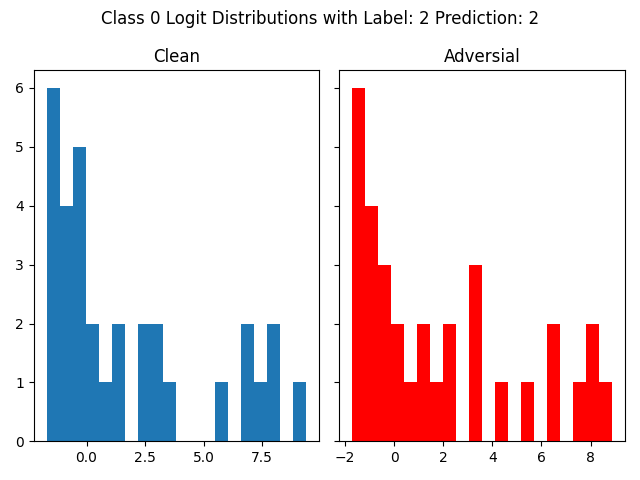 Class 0 Logit Distributions with Label: 2 Prediction: 2
Clean
Adversial
6
5
4
3
2
1
0
0.0 2.5 5.0 7.5
−2 0 2 4 6 8